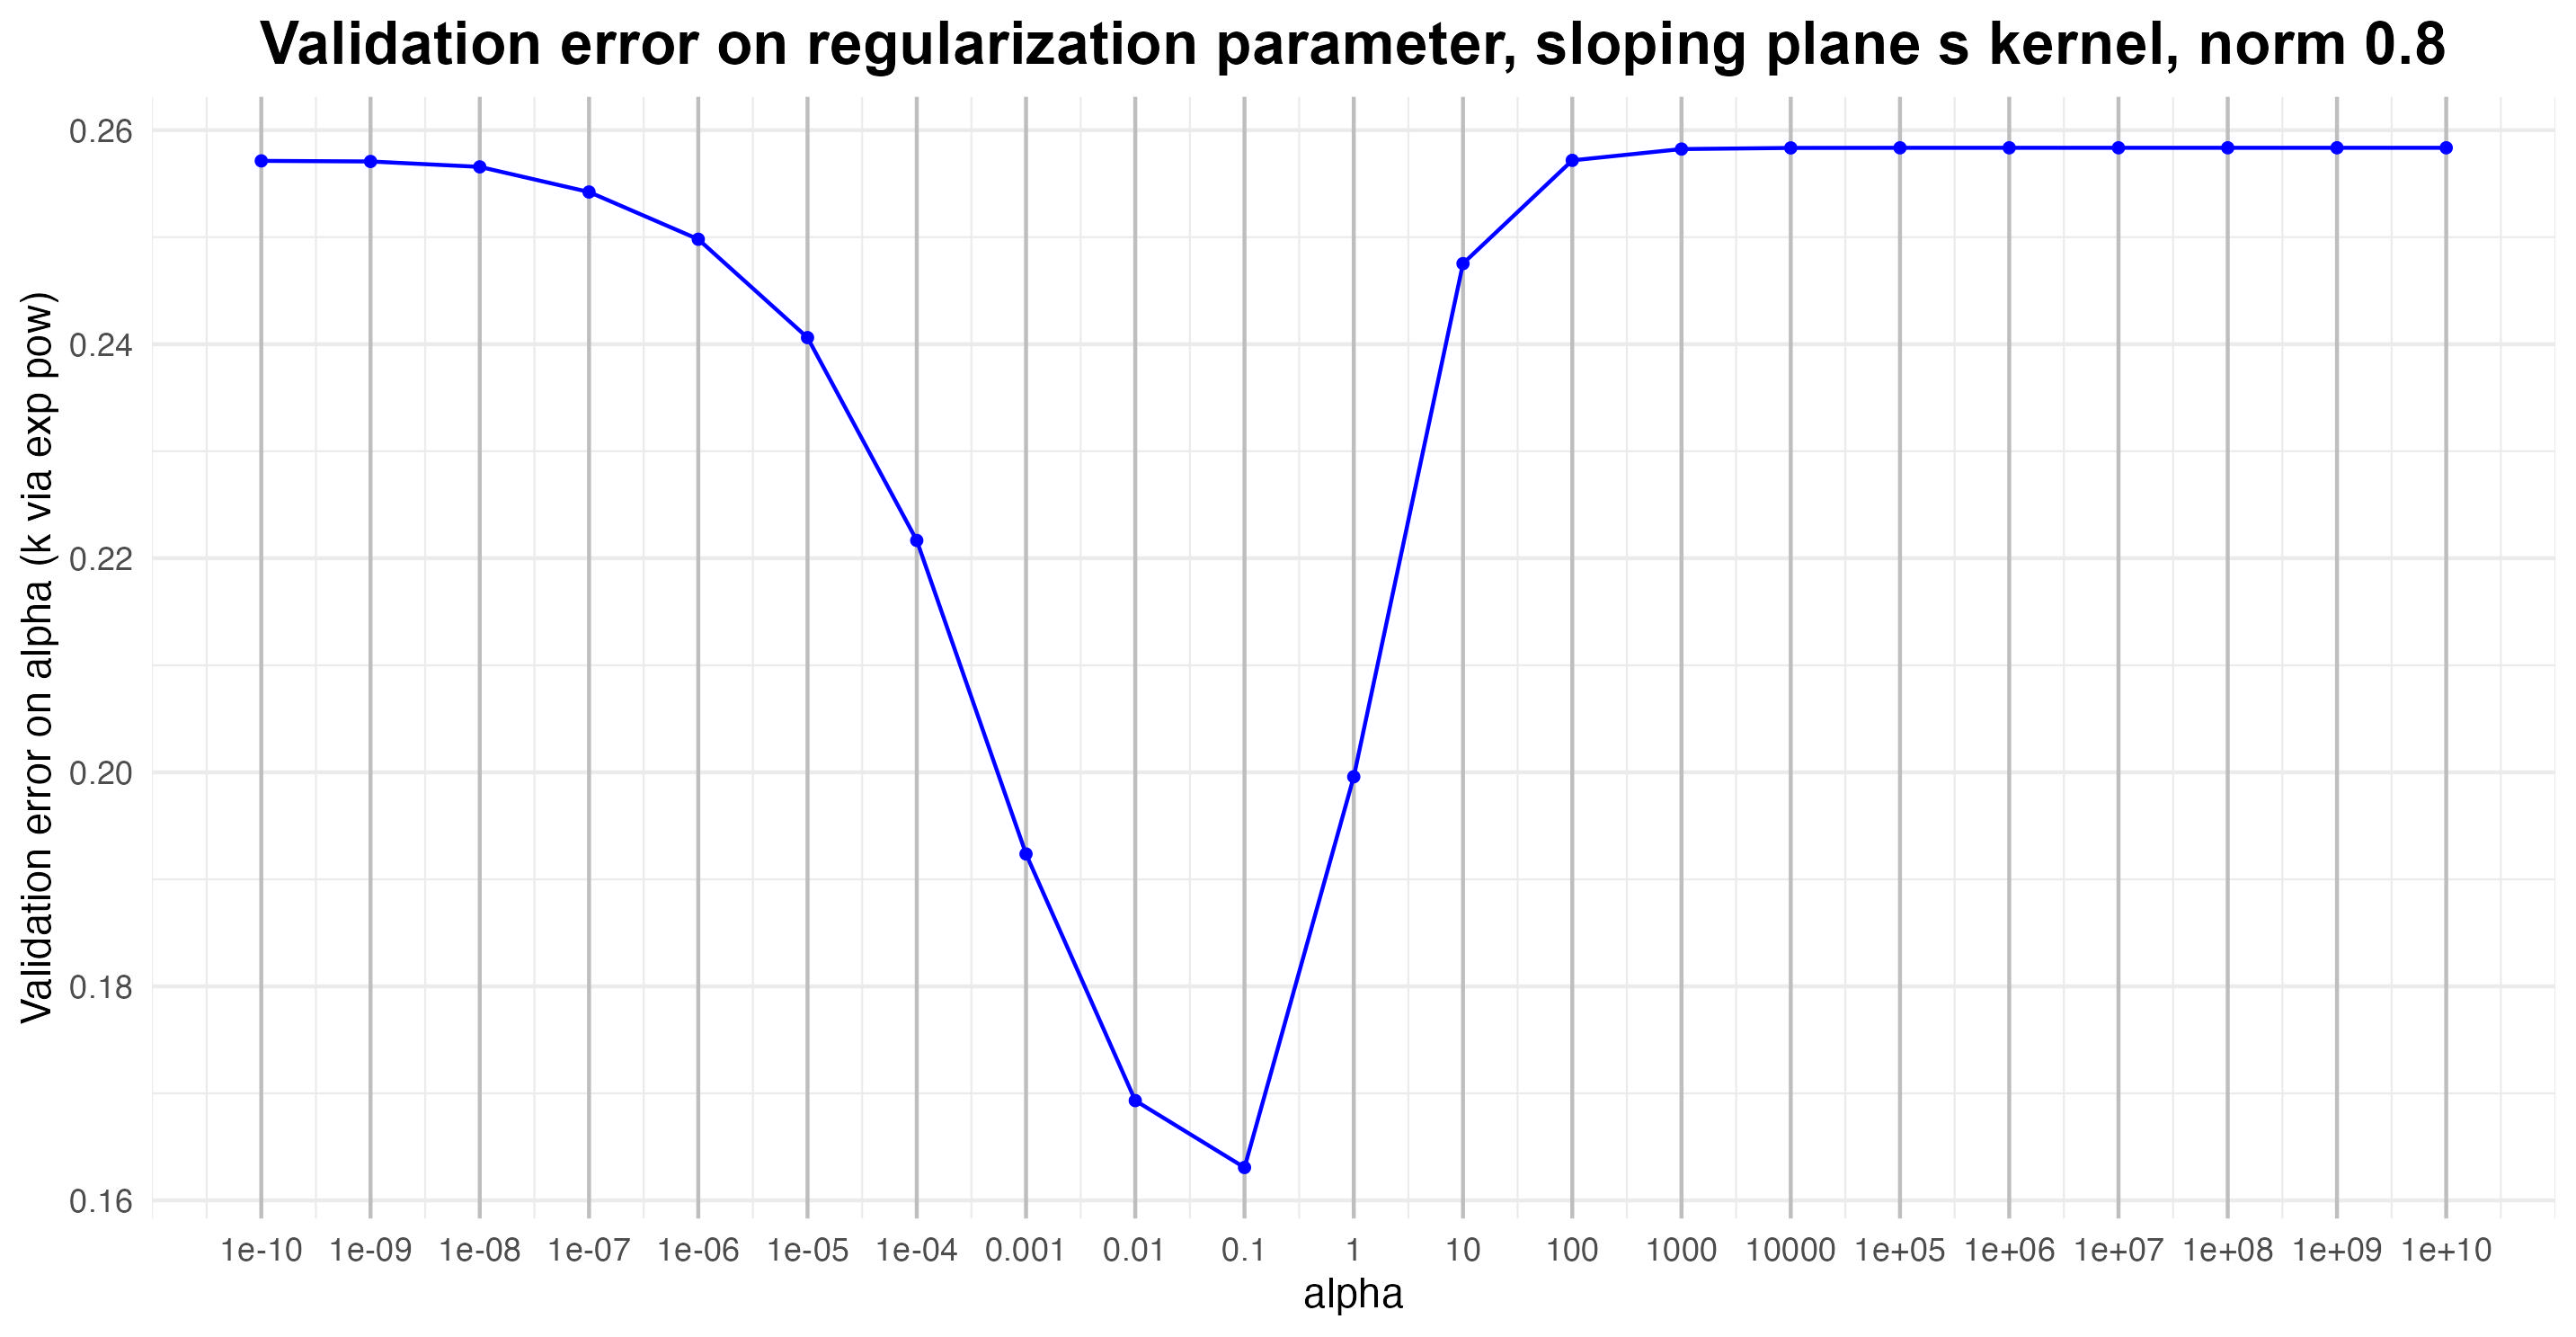 Validation error on regularization parameter, sloping plane s kernel, norm 0.8
Validation error on alpha (k via exp pow)
0.26
0.24
0.22
0.20
0.18
0.16
1e-10 1e-09 1e-08 1e-07 1e-06 1e-05 1e-04 0.001 0.01 0.1 1 10 100 1000 10000 1e+05 1e+06 1e+07 1e+08 1e+09 1e+10
alpha